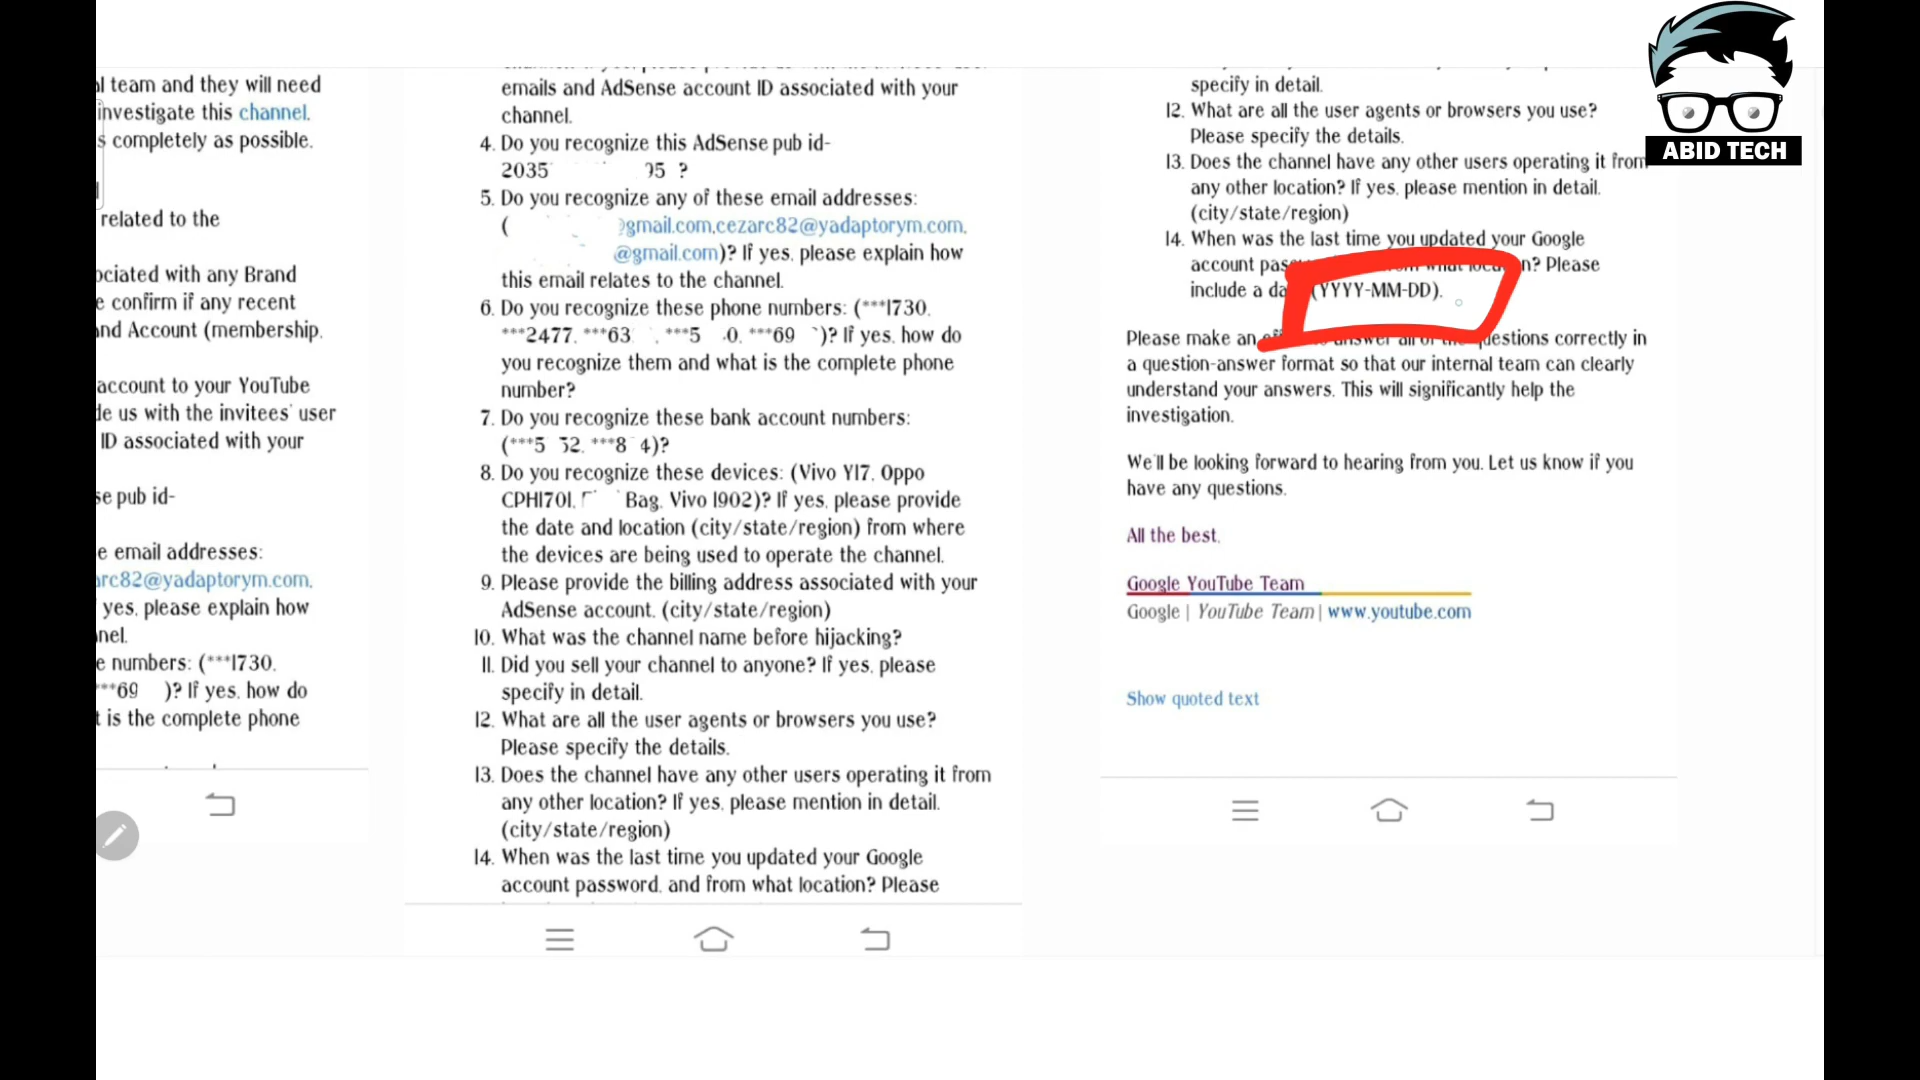 l team and they will need
investigate this channel.
s completely as possible.
related to the
ociated with any Brand
e confirm if any recent
nd Account (membership,
account to your YouTube
de us with the invitees' user
ID associated with your
se pub id-
e email addresses:
arc82@yadaptorym.com,
yes, please explain how
nel.
e numbers: (***1730,
***69 )? If yes, how do
t is the complete phone
emails and AdSense account ID associated with your
channel.
4. Do you recognize this AdSense pub id-
2035 95 ?
5. Do you recognize any of these email addresses:
( @gmail.com,cezarc82@yadaptorym.com,
@gmail.com)? If yes, please explain how
this email relates to the channel.
6. Do you recognize these phone numbers: (***1730,
***2477, ***63 , ***5 0, ***69 )? If yes, how do
you recognize them and what is the complete phone
number?
7. Do you recognize these bank account numbers:
(***5 52, ***8 4)?
8. Do you recognize these devices: (Vivo Y17, Oppo
CPH1701, Bag, Vivo 1902)? If yes, please provide
the date and location (city/state/region) from where
the devices are being used to operate the channel.
9. Please provide the billing address associated with your
AdSense account. (city/state/region)
10. What was the channel name before hijacking?
11. Did you sell your channel to anyone? If yes, please
specify in detail.
12. What are all the user agents or browsers you use?
Please specify the details.
13. Does the channel have any other users operating it from
any other location? If yes, please mention in detail.
(city/state/region)
14. When was the last time you updated your Google
account password, and from what location? Please
specify in detail.
12. What are all the user agents or browsers you use?
Please specify the details.
13. Does the channel have any other users operating it from
any other location? If yes, please mention in detail.
(city/state/region)
14. When was the last time you updated your Google
account pas what location? Please
include a da (YYYY-MM-DD).
Please make an answer all of the questions correctly in
a question-answer format so that our internal team can clearly
understand your answers. This will significantly help the
investigation.
We'll be looking forward to hearing from you. Let us know if you
have any questions.
All the best,
Google YouTube Team
Google | YouTube Team | www.youtube.com
Show quoted text
ABID TECH